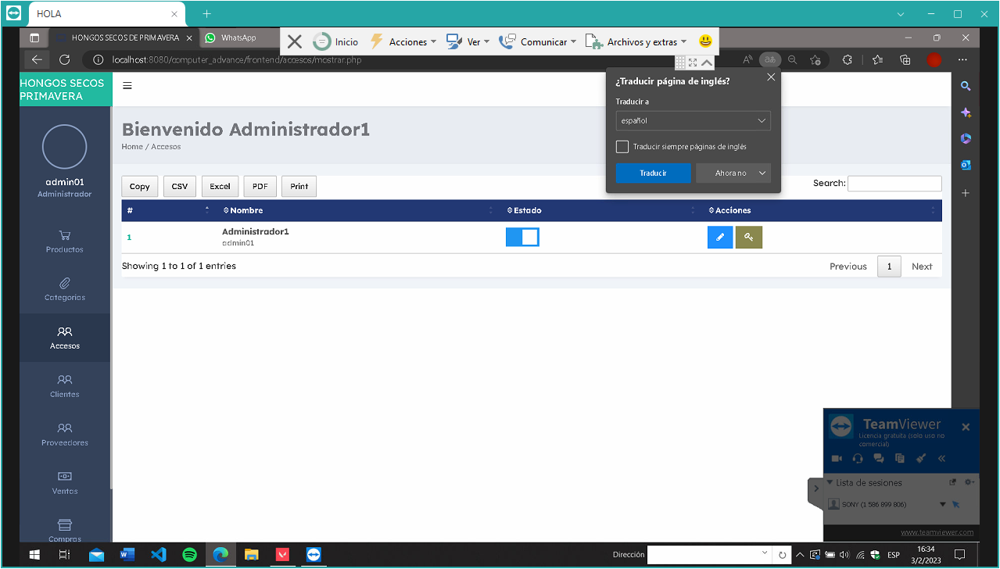 HOLA
HONGOS SECOS DE PRIMAVERA
WhatsApp
Inicio
Acciones
Ver
Comunicar
Archivos y extras
localhost:8080/computer_advance/frontend/accesos/mostrar.php
HONGOS SECOS
PRIMAVERA
¿Traducir página de inglés?
Traducir a
español
Traducir siempre páginas de inglés
Traducir
Ahora no
Bienvenido Administrador1
Home / Accesos
admin01
Administrador
Copy
CSV
Excel
PDF
Print
Search:
#
Nombre
Estado
Acciones
1
Administrador1
admin01
Showing 1 to 1 of 1 entries
Previous
1
Next
Productos
Categorias
Accesos
Clientes
Proveedores
Ventas
Compras
TeamViewer
Licencia gratuita (solo uso no
comercial)
Lista de sesiones
SONY (1 586 899 806)
www.teamviewer.com
Dirección
ESP
16:34
3/2/2023